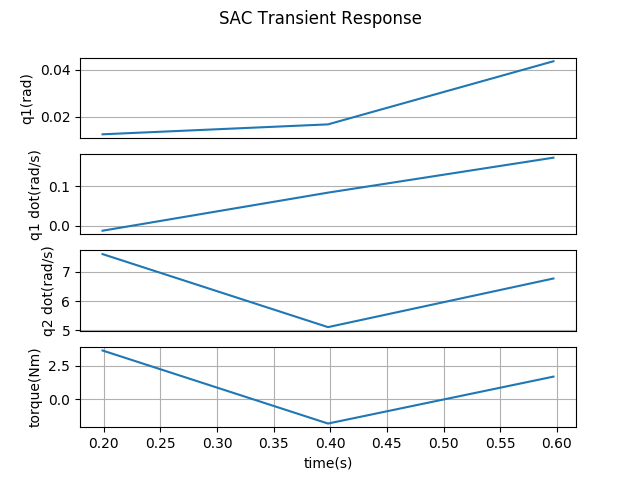 SAC Transient Response
q1(rad)
0.04
0.02
q1 dot(rad/s)
0.1
0.0
q2 dot(rad/s)
7
6
5
torque(Nm)
2.5
0.0
0.20 0.25 0.30 0.35 0.40 0.45 0.50 0.55 0.60
time(s)